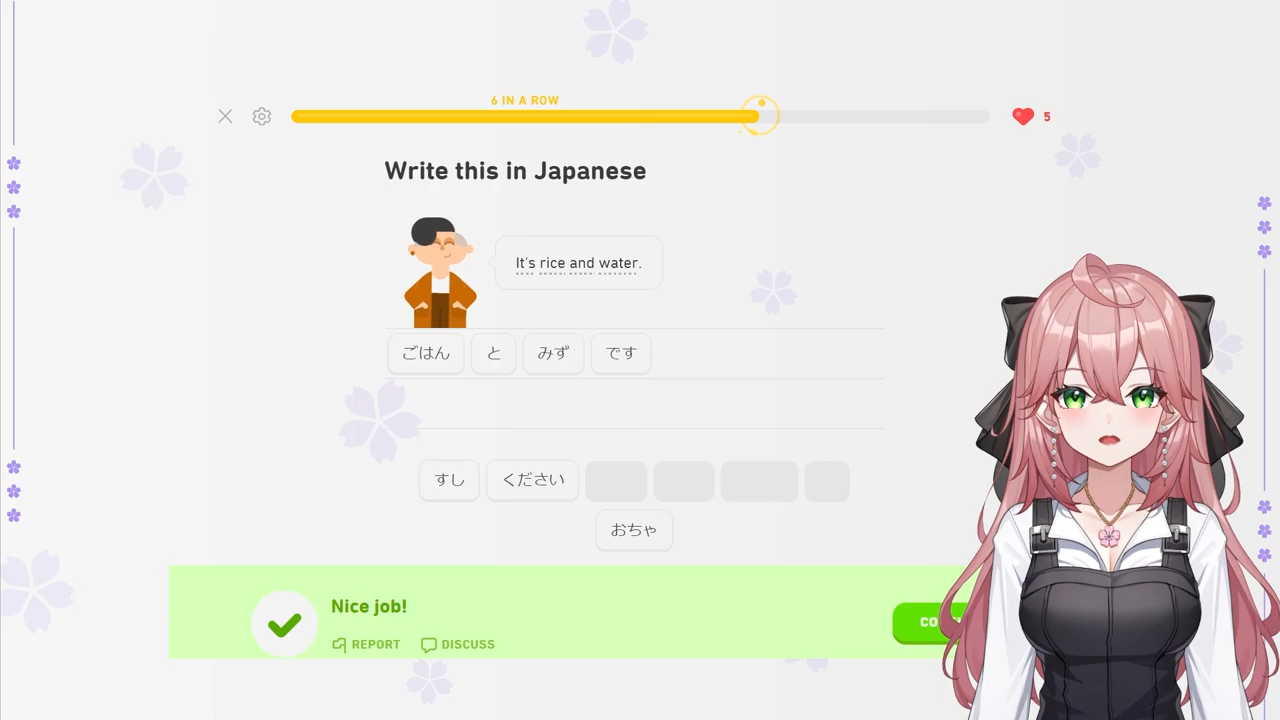 6 IN A ROW
5
Write this in Japanese
It's rice and water.
ごはん と みず です
すし ください
おちゃ
Nice job!
REPORT DISCUSS